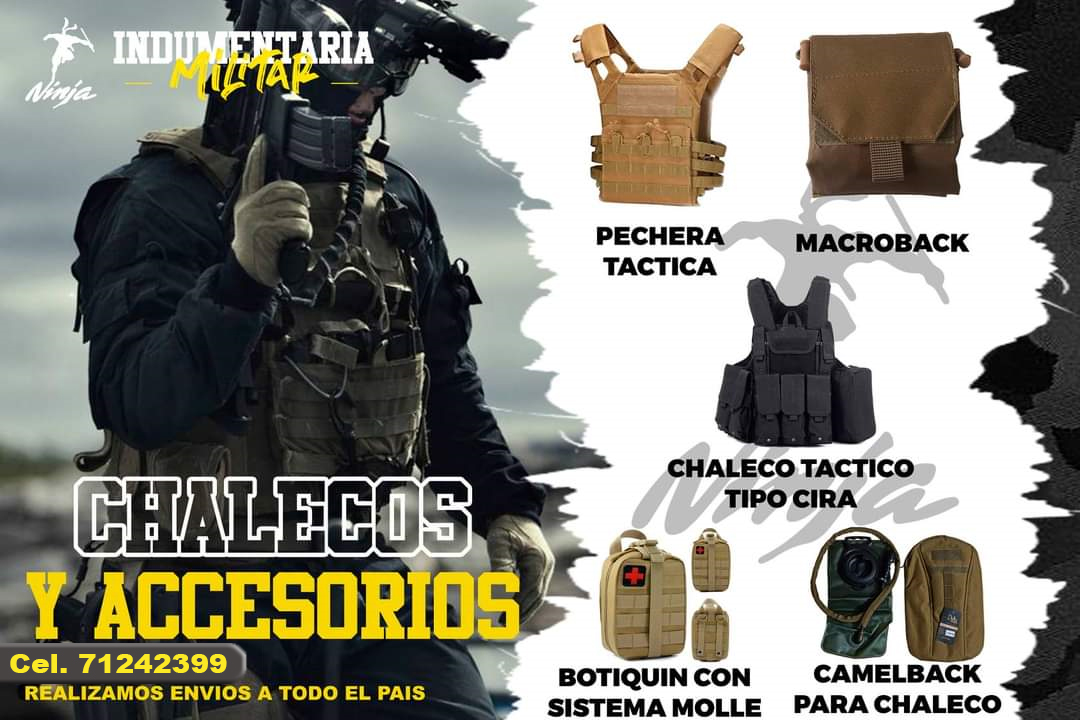 INDUMENTARIA
MILITAR
Ninja
PECHERA
TACTICA
MACROBACK
CHALECO TACTICO
TIPO CIRA
Ninja
BOTIQUIN CON
SISTEMA MOLLE
CAMELBACK
PARA CHALECO
CHALECOS
Y ACCESORIOS
Cel. 71242399
REALIZAMOS ENVIOS A TODO EL PAIS